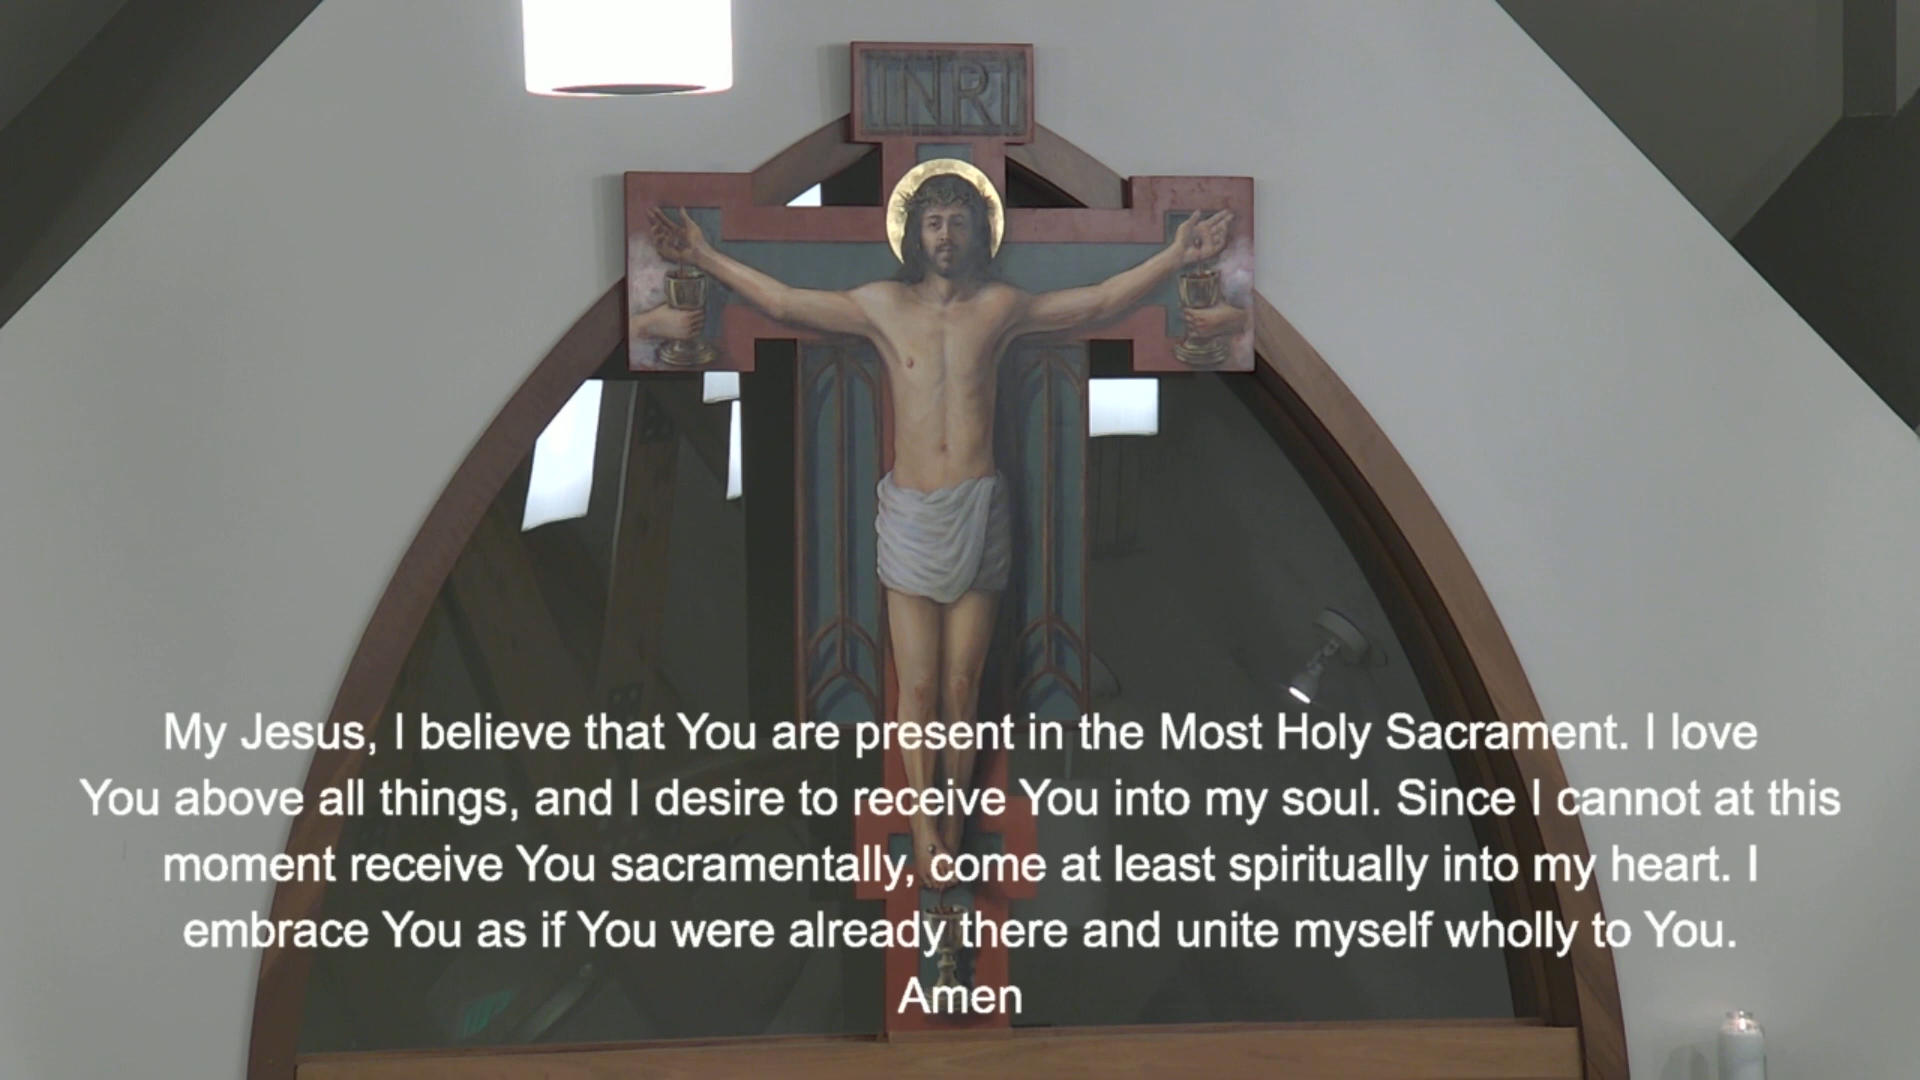 INRI
My Jesus, I believe that You are present in the Most Holy Sacrament. I love
You above all things, and I desire to receive You into my soul. Since I cannot at this
moment receive You sacramentally, come at least spiritually into my heart. I
embrace You as if You were already there and unite myself wholly to You.
Amen